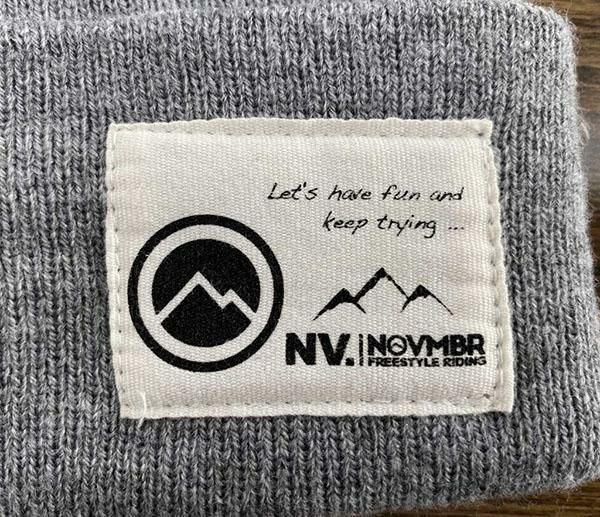 Let's have fun and
keep trying ...
NV. | NOVMBR
FREESTYLE RIDING